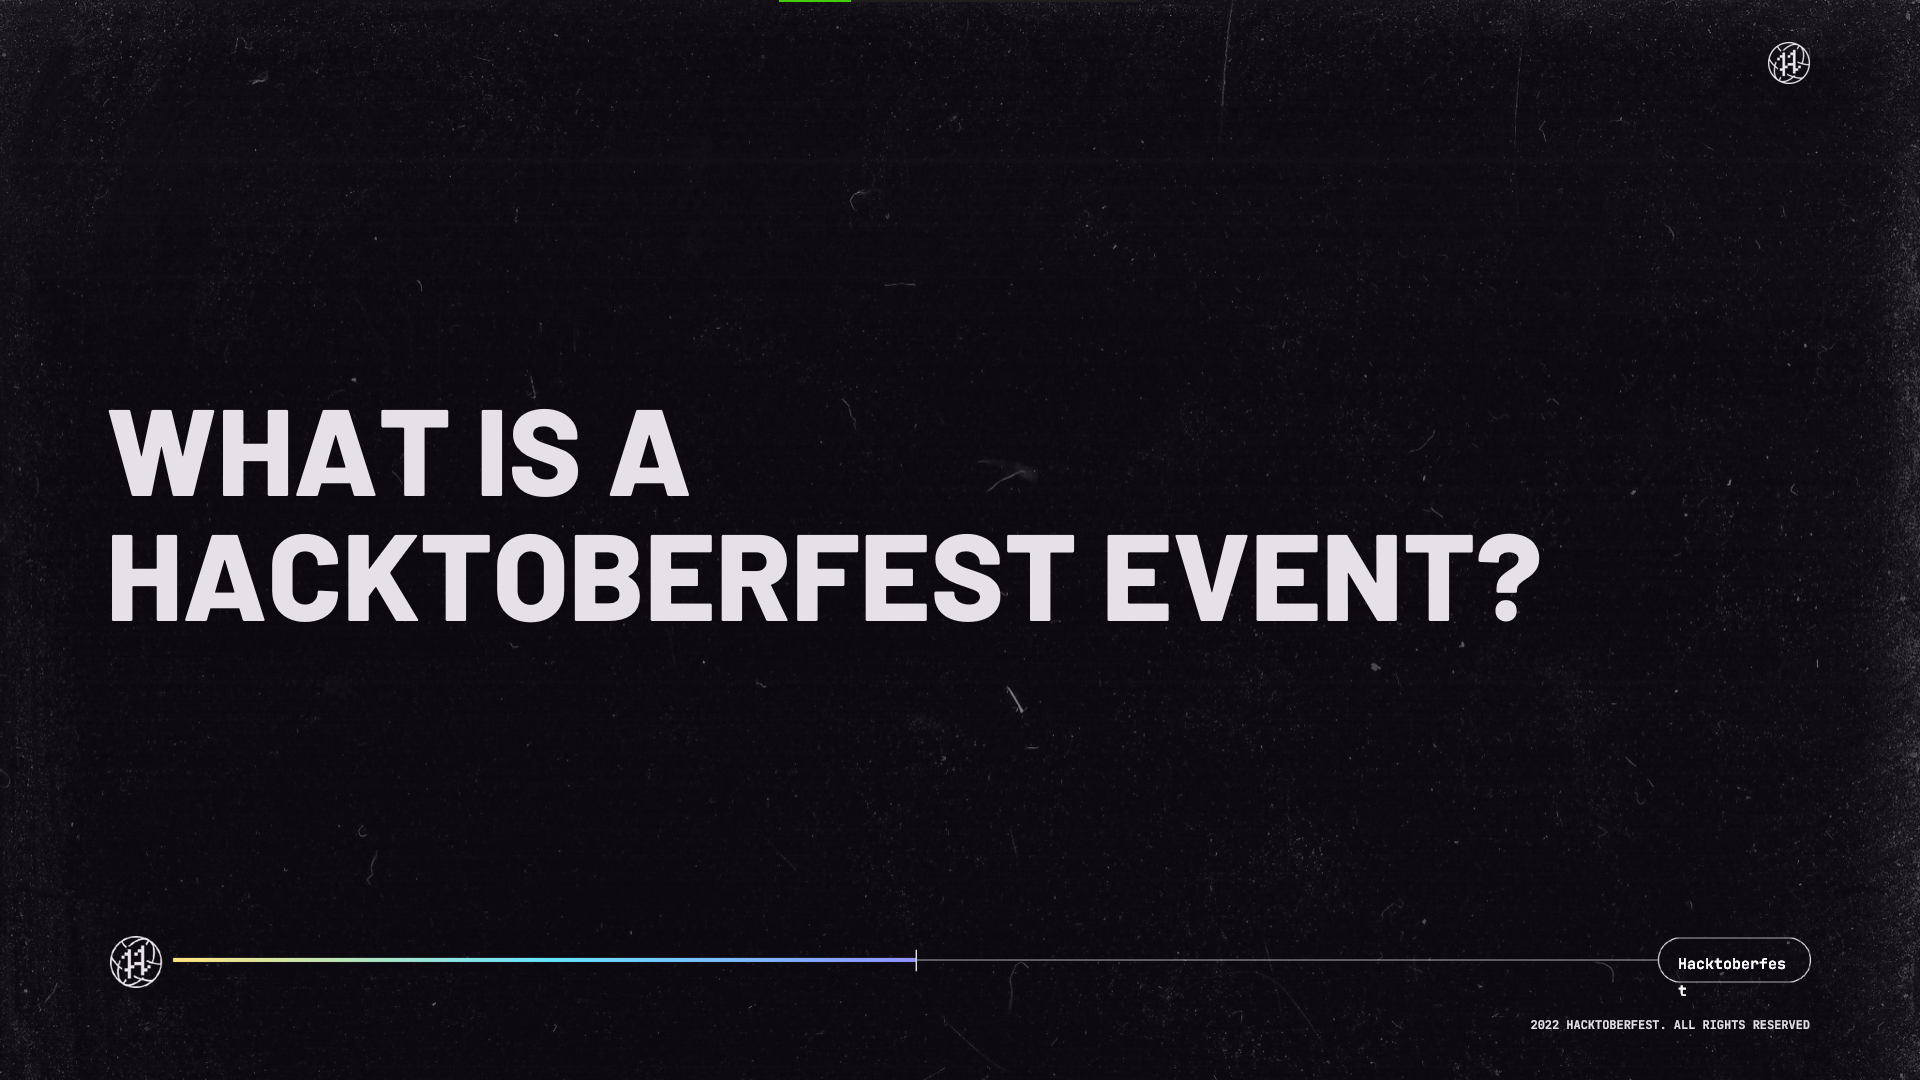 WHAT IS A
HACKTOBERFEST EVENT?
Hacktoberfes
t
2022 HACKTOBERFEST. ALL RIGHTS RESERVED